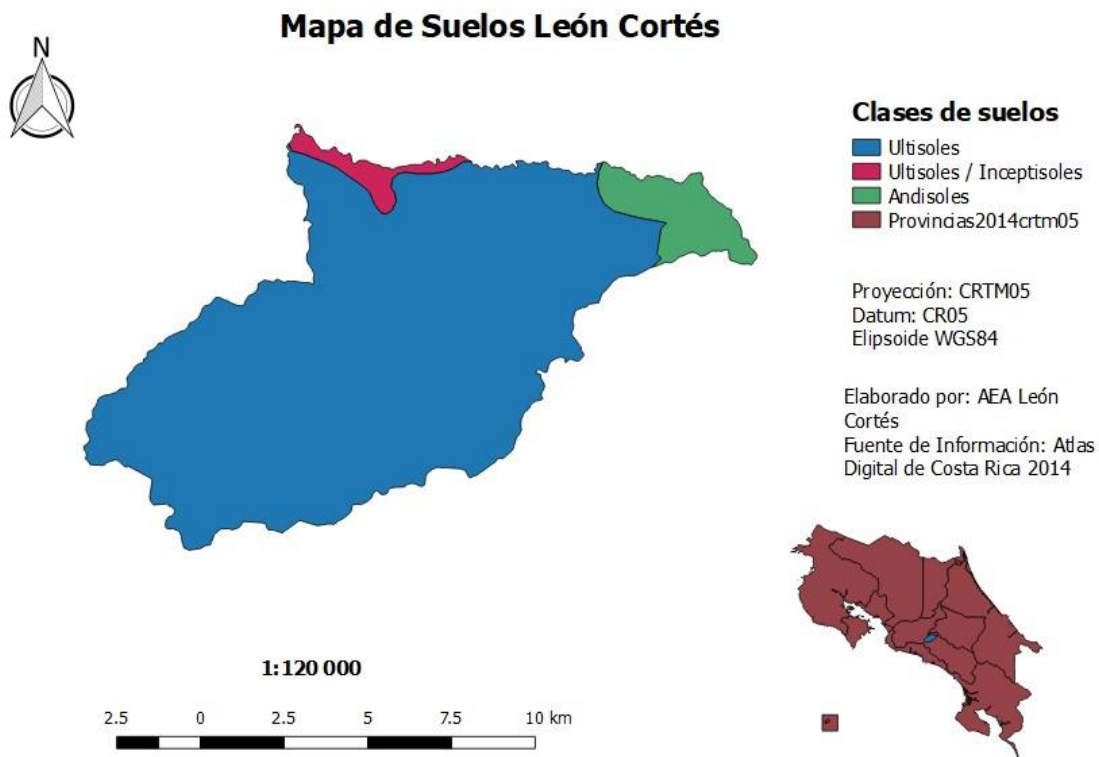 Mapa de Suelos León Cortés
N
Clases de suelos
Ultisoles
Ultisoles / Inceptisoles
Andisoles
Provincias2014crtm05
Proyección: CRTM05
Datum: CR05
Elipsoide WGS84
Elaborado por: AEA León
Cortés
Fuente de Información: Atlas
Digital de Costa Rica 2014
1:120 000
2.5 0 2.5 5 7.5 10 km